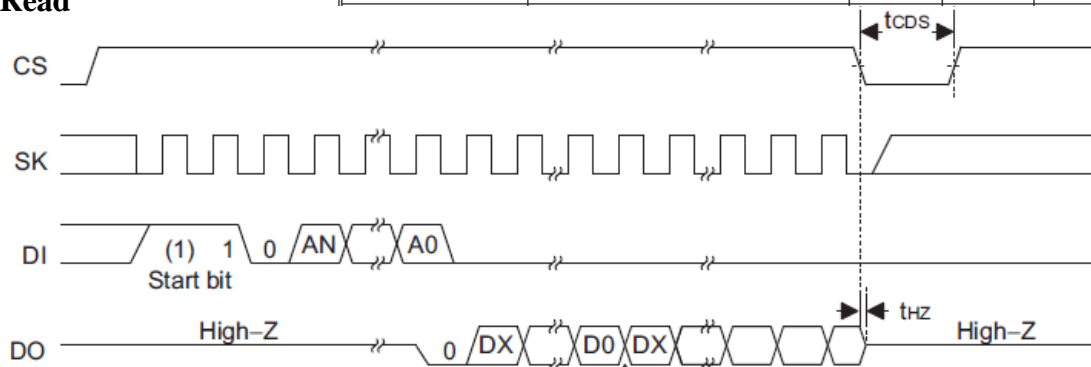 Read
tCDS
CS
SK
DI (1) 1 0 AN A0
Start bit
High–Z tHZ High–Z
DO 0 DX D0 DX